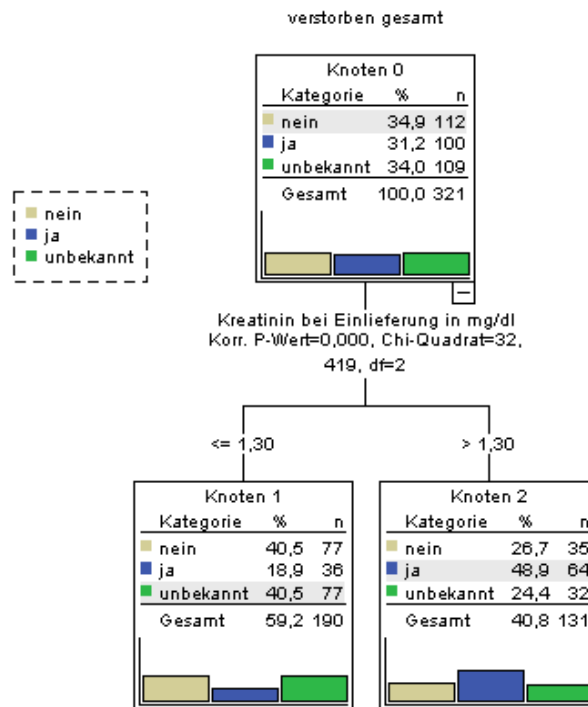 verstorben gesamt
Knoten 0
Kategorie % n
nein 34,9 112
ja 31,2 100
unbekannt 34,0 109
Gesamt 100,0 321
nein
ja
unbekannt
Kreatinin bei Einlieferung in mg/dl
Korr. P-Wert=0,000, Chi-Quadrat=32,
419, df=2
<= 1,30
> 1,30
Knoten 1
Kategorie % n
nein 40,5 77
ja 18,9 36
unbekannt 40,5 77
Gesamt 59,2 190
Knoten 2
Kategorie % n
nein 26,7 35
ja 48,9 64
unbekannt 24,4 32
Gesamt 40,8 131